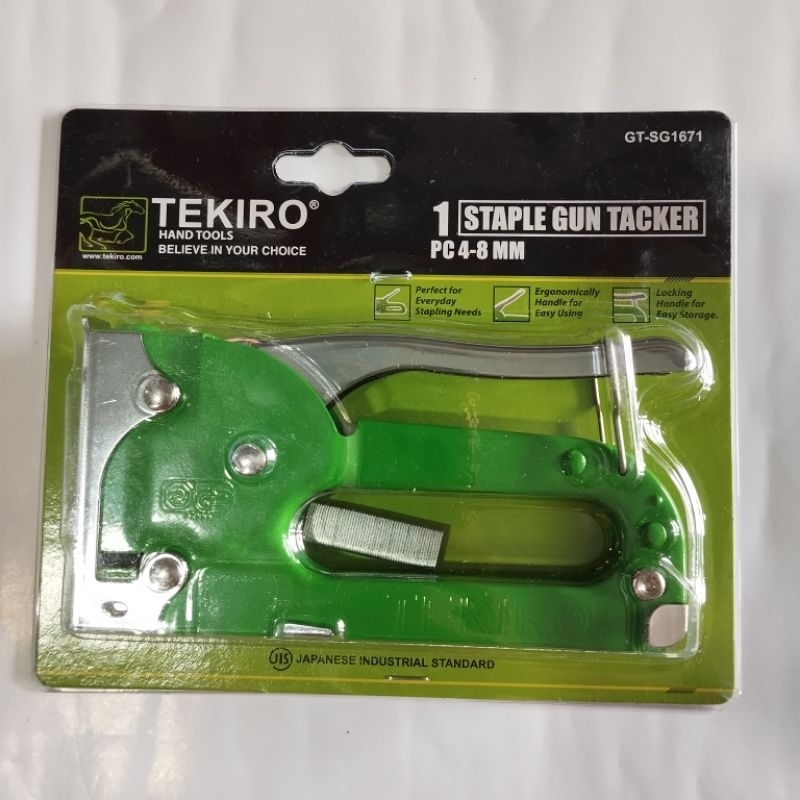 GT-SG1671
TEKIRO®
HAND TOOLS
BELIEVE IN YOUR CHOICE
www.tekiro.com
1 STAPLE GUN TACKER
PC 4-8 MM
Perfect for
Everyday
Stapling Needs
Ergonomically
Handle for
Easy Using
Locking
Handle for
Easy Storage.
TEKIRO®
JIS JAPANESE INDUSTRIAL STANDARD